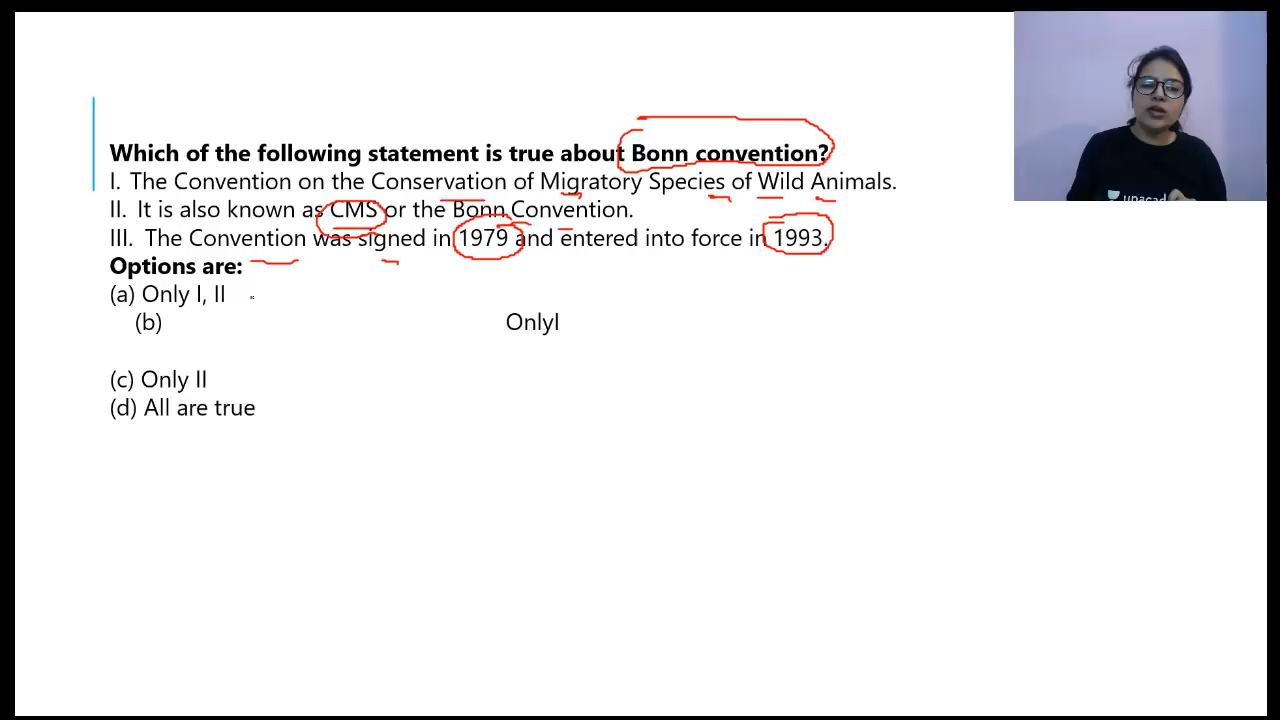 Which of the following statement is true about Bonn convention?
I. The Convention on the Conservation of Migratory Species of Wild Animals.
II. It is also known as CMS or the Bonn Convention.
III. The Convention was signed in 1979 and entered into force in 1993.
Options are:
(a) Only I, II
(b) OnlyI
(c) Only II
(d) All are true